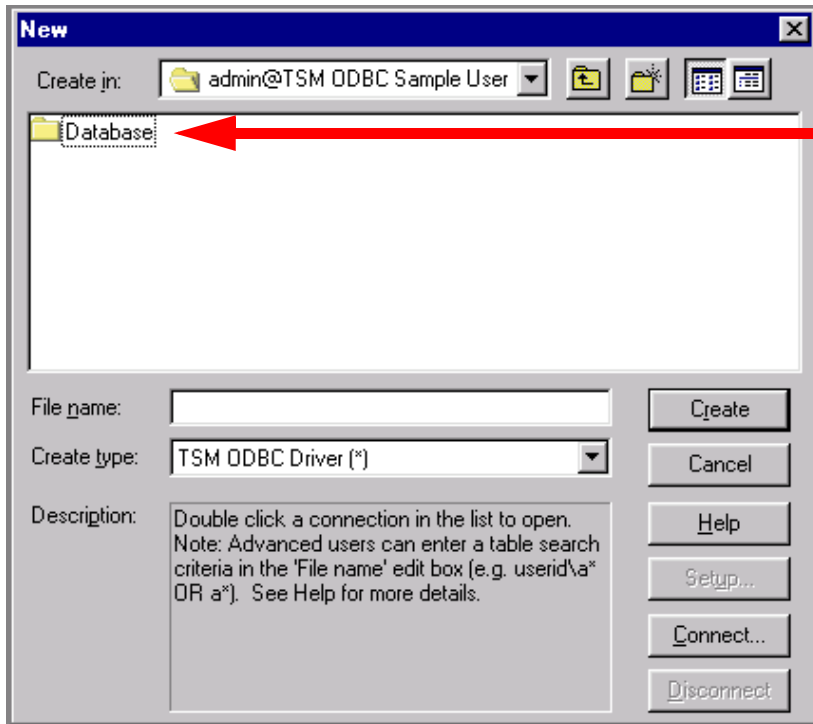 New
Create in:
admin@TSM ODBC Sample User
Database
File name:
Create
Create type:
TSM ODBC Driver (*)
Cancel
Description:
Double click a connection in the list to open.
Note: Advanced users can enter a table search
criteria in the 'File name' edit box (e.g. userid\a*
OR a*).  See Help for more details.
Help
Setup...
Connect...
Disconnect